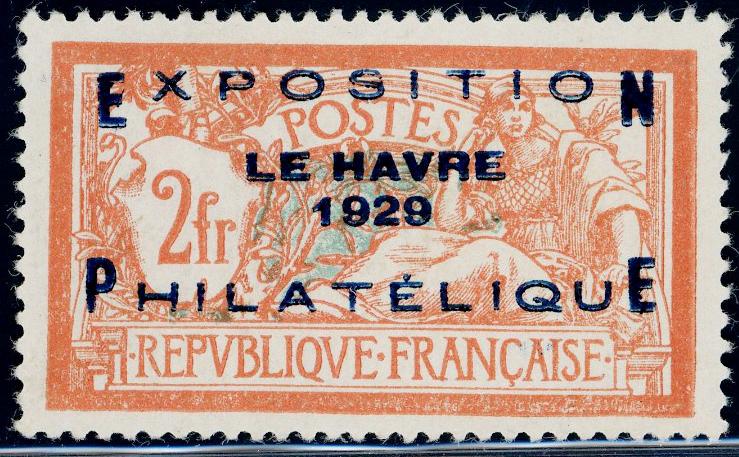 EXPOSITION
POSTES
LE HAVRE
1929
2fr
PHILATÉLIQUE
·REPVBLIQVE·FRANÇAISE·